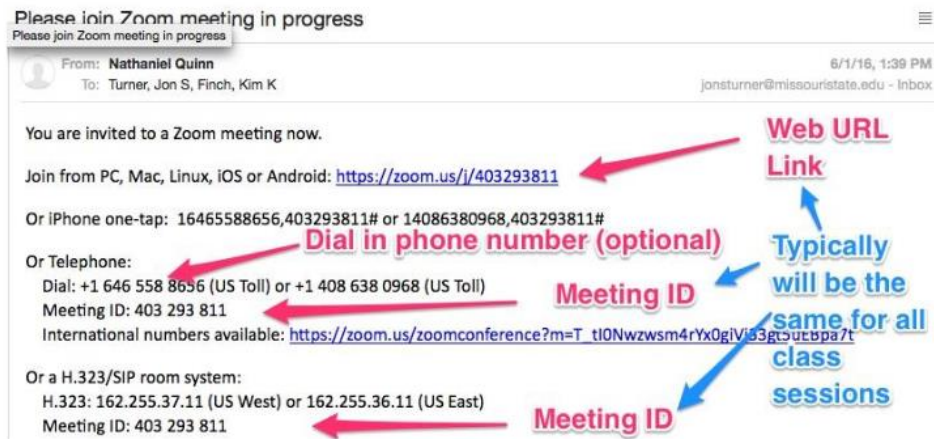 Please join Zoom meeting in progress
Please join Zoom meeting in progress
From: Nathaniel Quinn
6/1/16, 1:39 PM
To: Turner, Jon S, Finch, Kim K
jonsturner@missouristate.edu - Inbox
You are invited to a Zoom meeting now.
Web URL
Link
Join from PC, Mac, Linux, iOS or Android: https://zoom.us/j/403293811
Or iPhone one-tap: 16465588656,403293811# or 14086380968,403293811#
Dial in phone number (optional)
Typically
will be the
same for all
class
sessions
Or Telephone:
Dial: +1 646 558 8656 (US Toll) or +1 408 638 0968 (US Toll)
Meeting ID
Meeting ID: 403 293 811
International numbers available:
Or a H.323/SIP room system:
H.323: 162.255.37.11 (US West) or 162.255.36.11 (US East)
Meeting ID
Meeting ID: 403 293 811